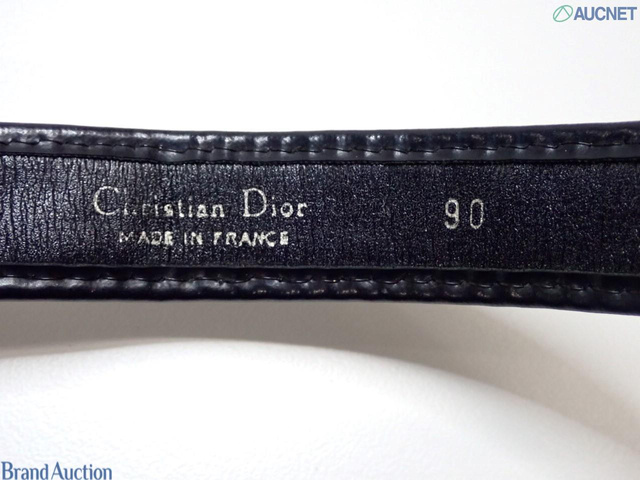 AUCNET
Christian Dior
MADE IN FRANCE
90
Brand Auction